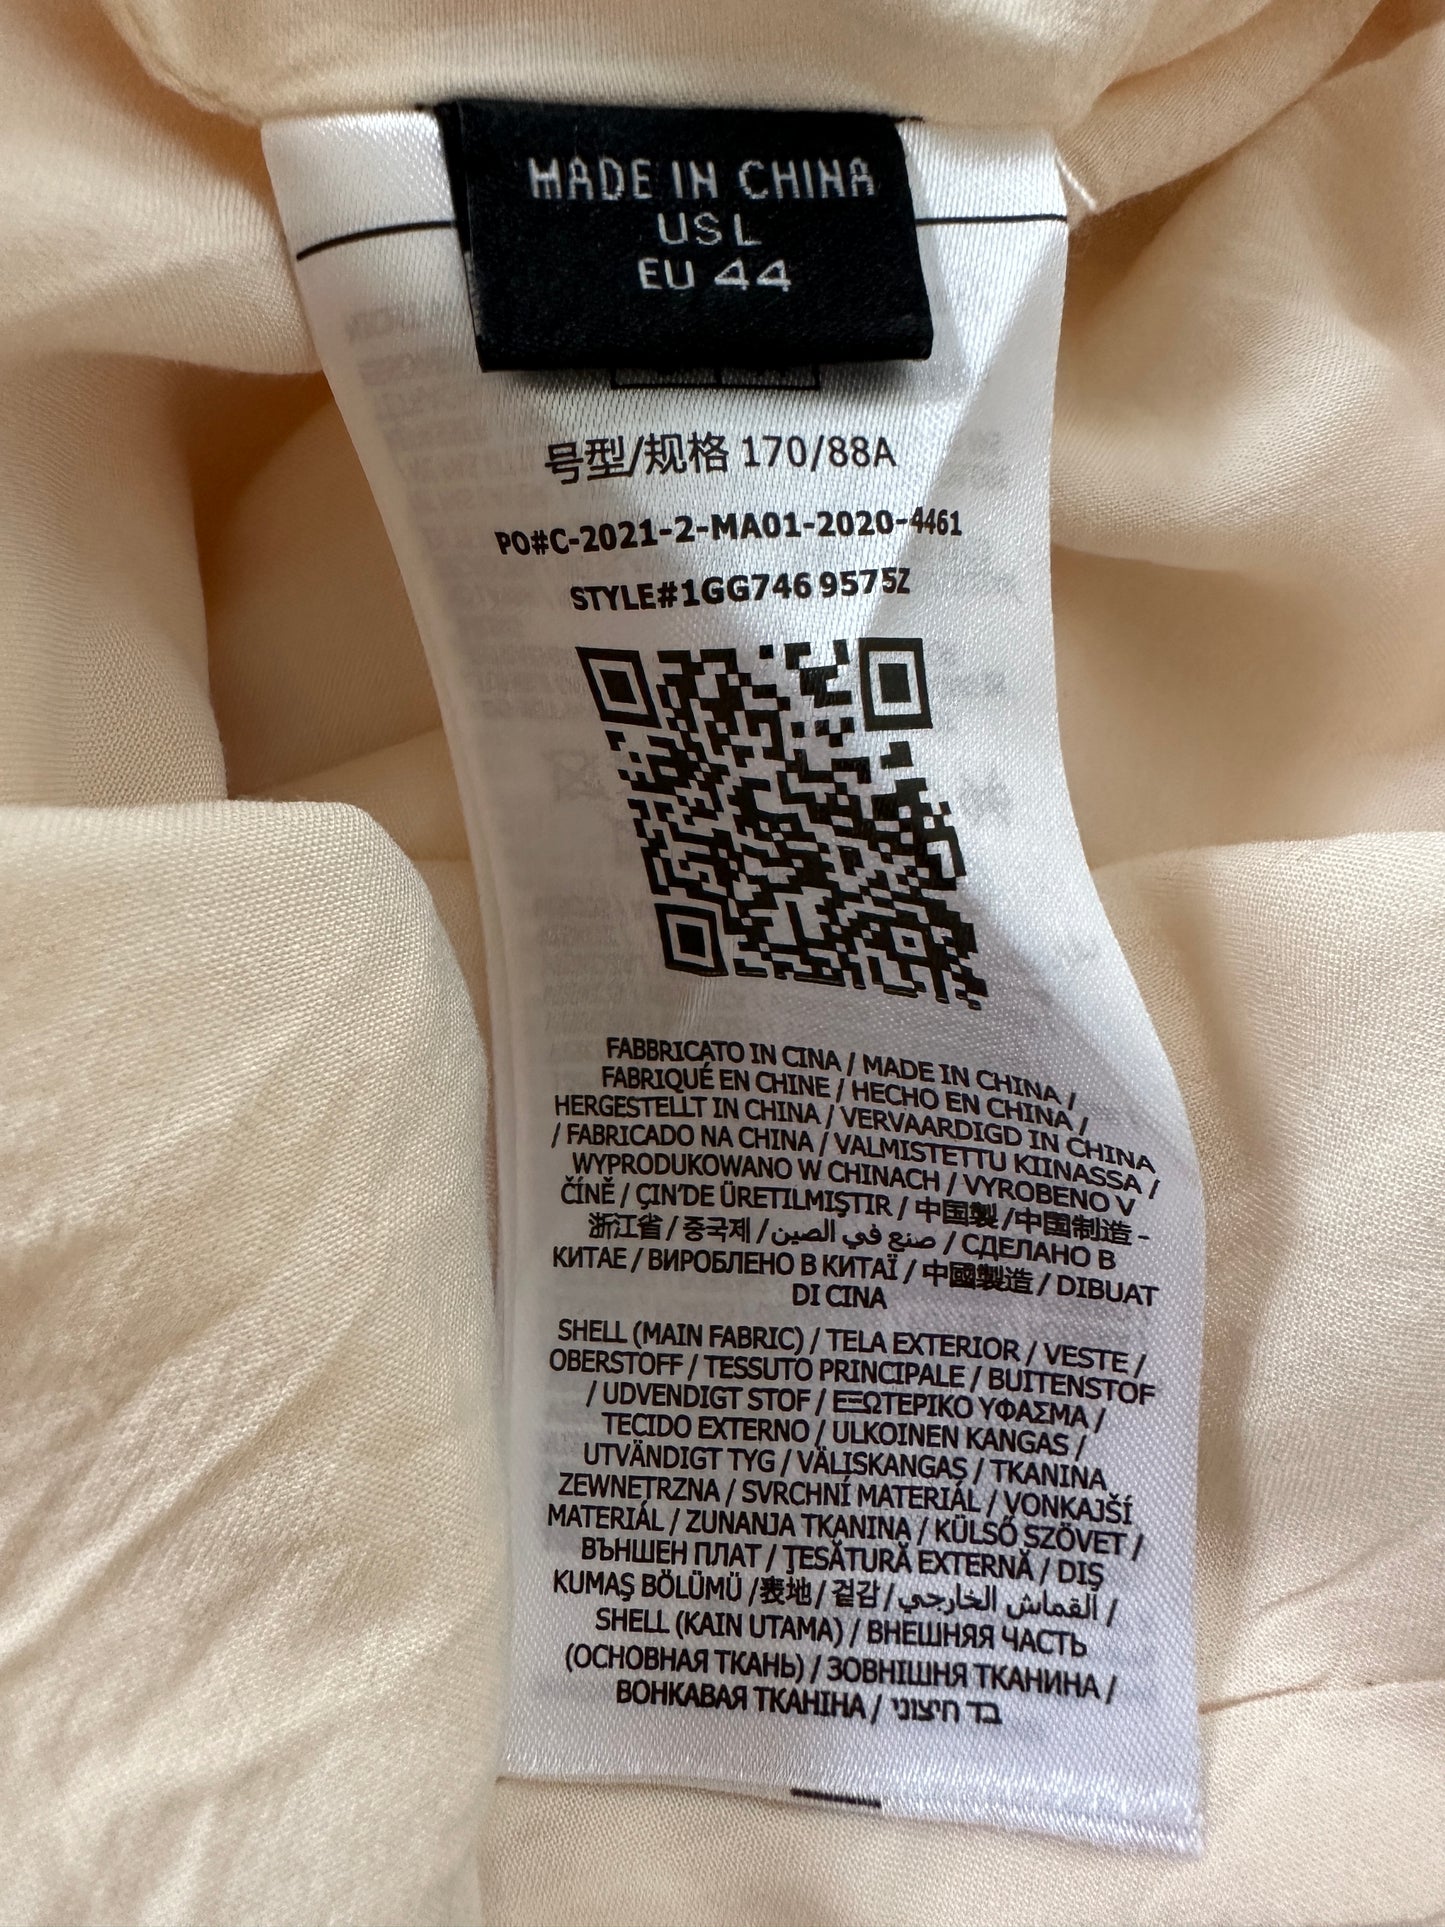 MADE IN CHINA
US L
EU 44
号型/规格 170/88A
PO#C-2021-2-MA01-2020-4461
STYLE#1GG746 9575Z
FABBRICATO IN CINA / MADE IN CHINA /
FABRIQUÉ EN CHINE / HECHO EN CHINA /
HERGESTELLT IN CHINA / VERVAARDIGD IN CHINA
/ FABRICADO NA CHINA / VALMISTETTU KIINASSA /
WYPRODUKOWANO W CHINACH / VYROBENO V
ČÍNĚ / ÇIN'DE ÜRETILMIŞTIR / 中国製 /中国制造 -
浙江省 / 중국제 / صنع في الصين / СДЕЛАНО В
КИТАЕ / ВИРОБЛЕНО В КИТАЇ / 中國製造 / DIBUAT
DI CINA
SHELL (MAIN FABRIC) / TELA EXTERIOR / VESTE /
OBERSTOFF / TESSUTO PRINCIPALE / BUITENSTOF
/ UDVENDIGT STOF / ΕΞΩΤΕΡΙΚΟ ΥΦΑΣΜΑ /
TECIDO EXTERNO / ULKOINEN KANGAS /
UTVÄNDIGT TYG / VÄLISKANGAS / TKANINA
ZEWNĘTRZNA / SVRCHNÍ MATERIÁL / VONKAJŠÍ
MATERIÁL / ZUNANJA TKANINA / KÜLSŐ SZÖVET /
ВЪНШЕН ПЛАТ / ȚESĂTURĂ EXTERNĂ / DIŞ
KUMAŞ BÖLÜMÜ /表地 / 겉감 / القماش الخارجي /
SHELL (KAIN UTAMA) / ВНЕШНЯЯ ЧАСТЬ
(ОСНОВНАЯ ТКАНЬ) / ЗОВНІШНЯ ТКАНИНА /
ВОНКАВАЯ ТКАНІНА / בד חיצוני